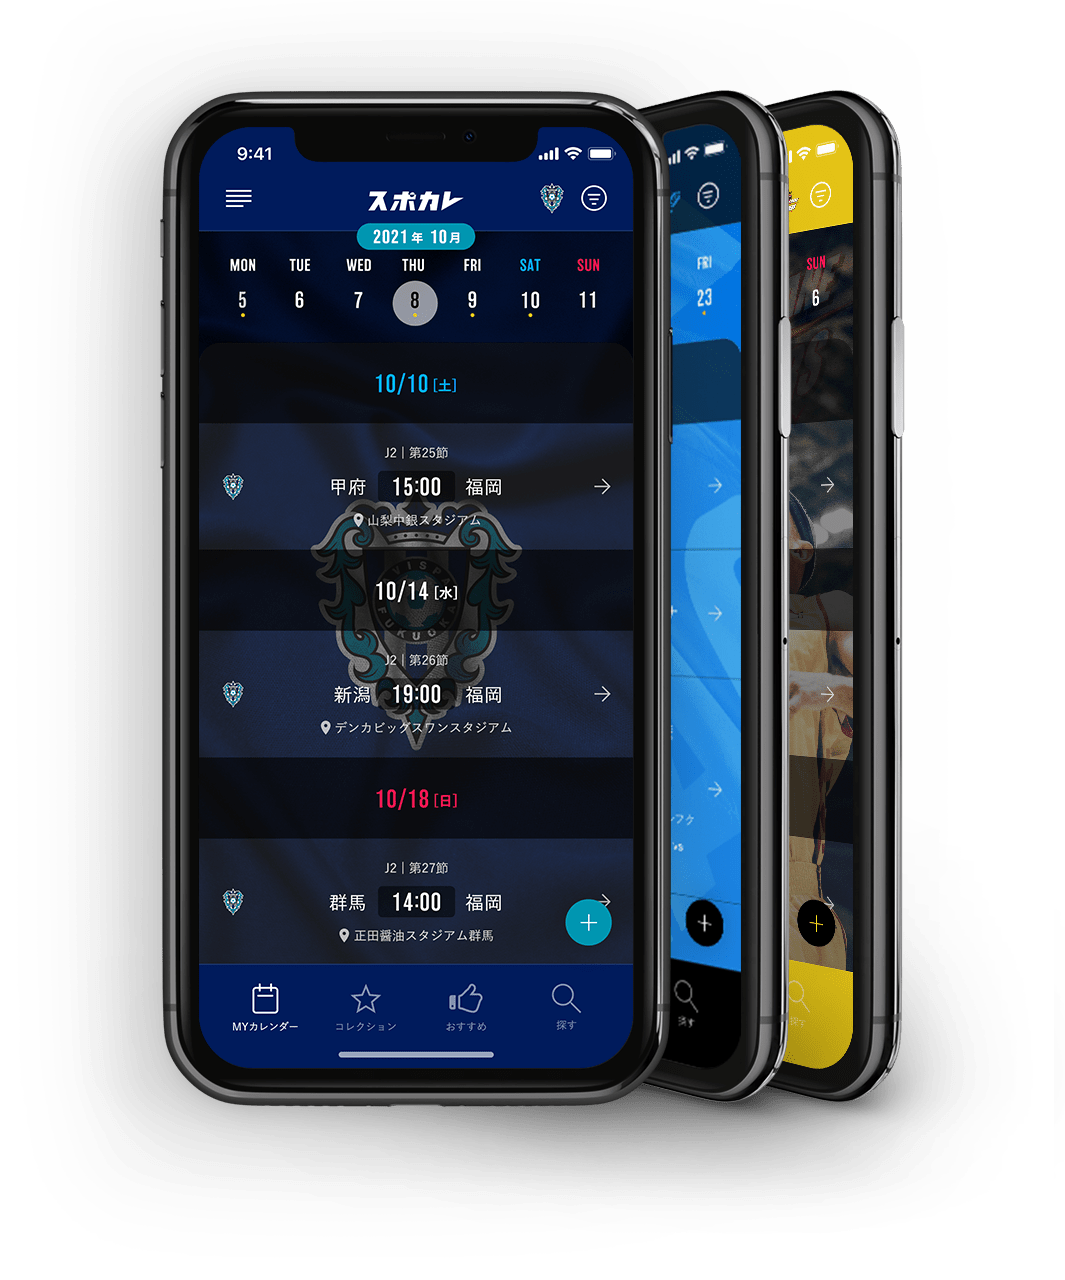 9:41
スポカレ
2021年 10月
MON TUE WED THU FRI SAT SUN
5 6 7 8 9 10 11
10/10 [土]
J2 | 第25節
甲府 15:00 福岡
山梨中銀スタジアム
AVISPA
FUKUOKA
10/14 [水]
J2 | 第26節
新潟 19:00 福岡
デンカビッグスワンスタジアム
10/18 [日]
J2 | 第27節
群馬 14:00 福岡
正田醤油スタジアム群馬
MYカレンダー コレクション おすすめ 探す
FRI
23
探す
SUN
6
探す